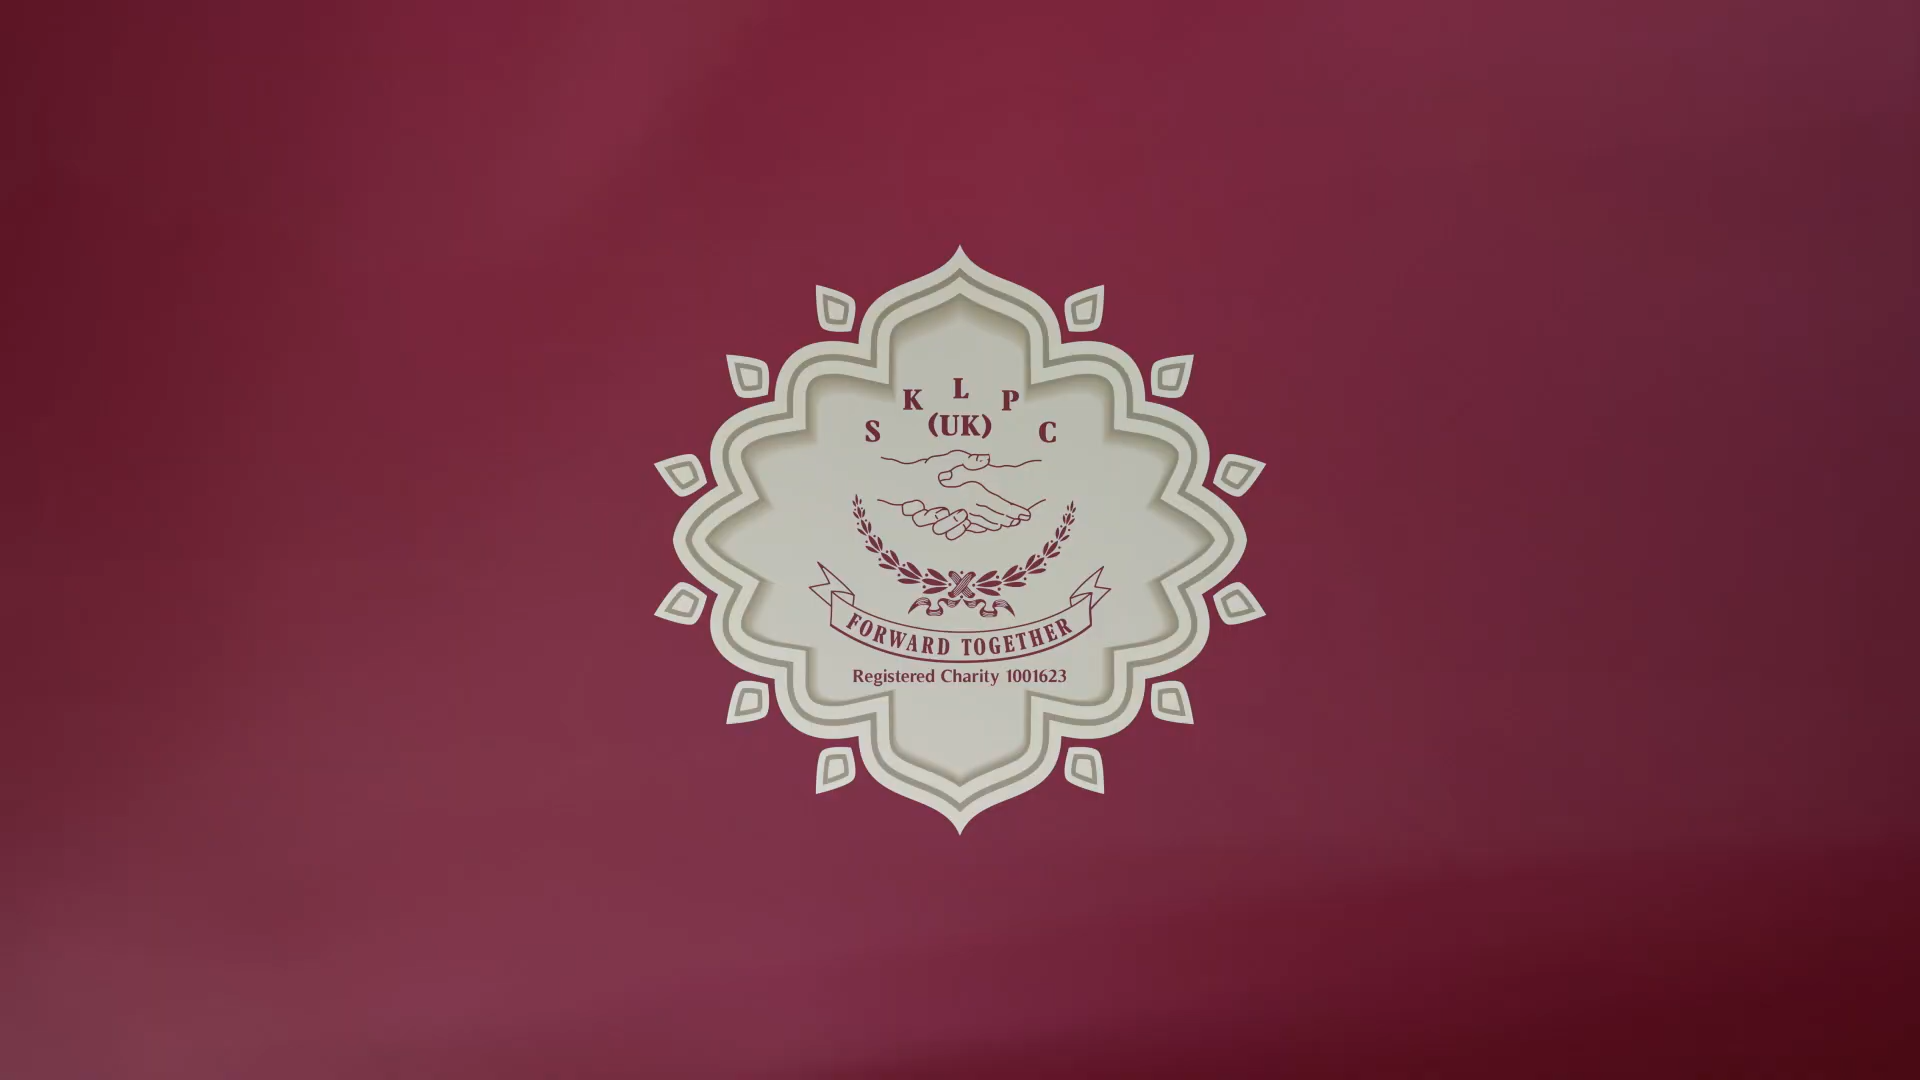 S K L P C
(UK)
FORWARD TOGETHER
Registered Charity 1001623